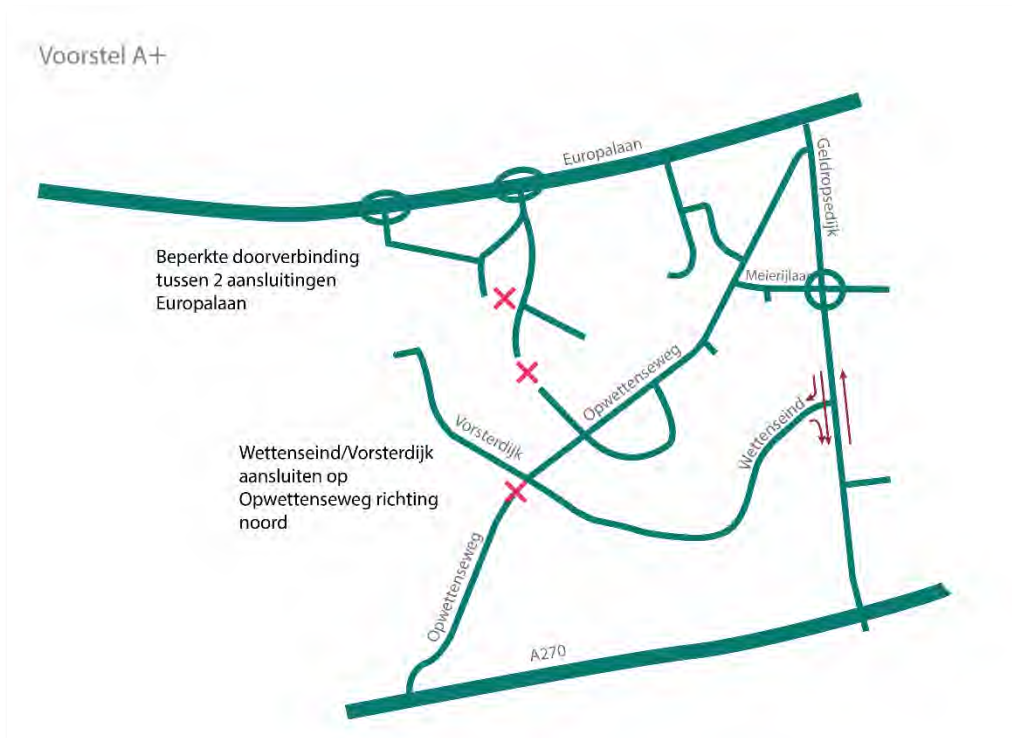 Voorstel A+
Europalaan
Geldropsedijk
Beperkte doorverbinding
tussen 2 aansluitingen
Europalaan
Meierijlaan
Opwettenseweg
Wettenseind
Vorsterdijk
Wettenseind/Vorsterdijk
aansluiten op
Opwettenseweg richting
noord
Opwettenseweg
A270